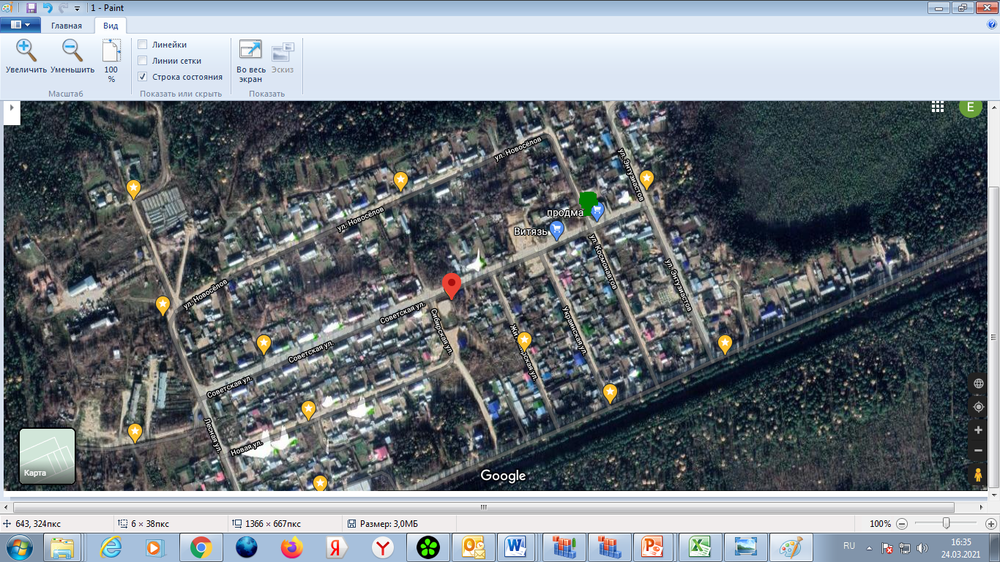 1 - Paint
Главная
Вид
Увеличить
Уменьшить
100
%
Линейки
Линии сетки
Строка состояния
Во весь
экран
Эскиз
Масштаб
Показать или скрыть
Показать
E
ул. Новосёлов
ул. Энтузиастов
ул. Новосёлов
продма
Витязь
ул. Космонавтов
ул. Энтузиастов
ул. Новосёлов
Советская ул.
Сибирская ул.
Украинская ул.
Советская ул.
Советская ул.
Лесная ул.
Новая ул.
Карта
Google
643, 324пкс
6 × 38пкс
1366 × 667пкс
Размер: 3,0МБ
100%
RU
16:35
24.03.2021